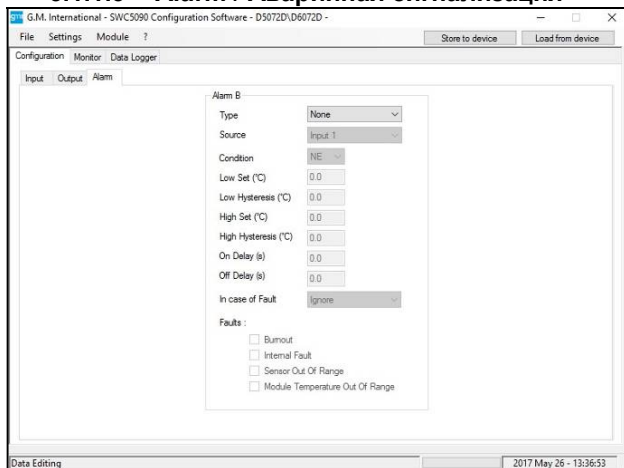 G.M. International - SWC5090 Configuration Software - D5072D\D6072D -
File Settings Module ? Store to device Load from device
Configuration Monitor Data Logger
Input Output Alarm
Alarm B
Type None
Source Input 1
Condition NE
Low Set (°C) 0.0
Low Hysteresis (°C) 0.0
High Set (°C) 0.0
High Hysteresis (°C) 0.0
On Delay (s) 0.0
Off Delay (s) 0.0
In case of Fault Ignore
Faults :
Burnout
Internal Fault
Sensor Out Of Range
Module Temperature Out Of Range
Data Editing 2017 May 26 - 13:36:53